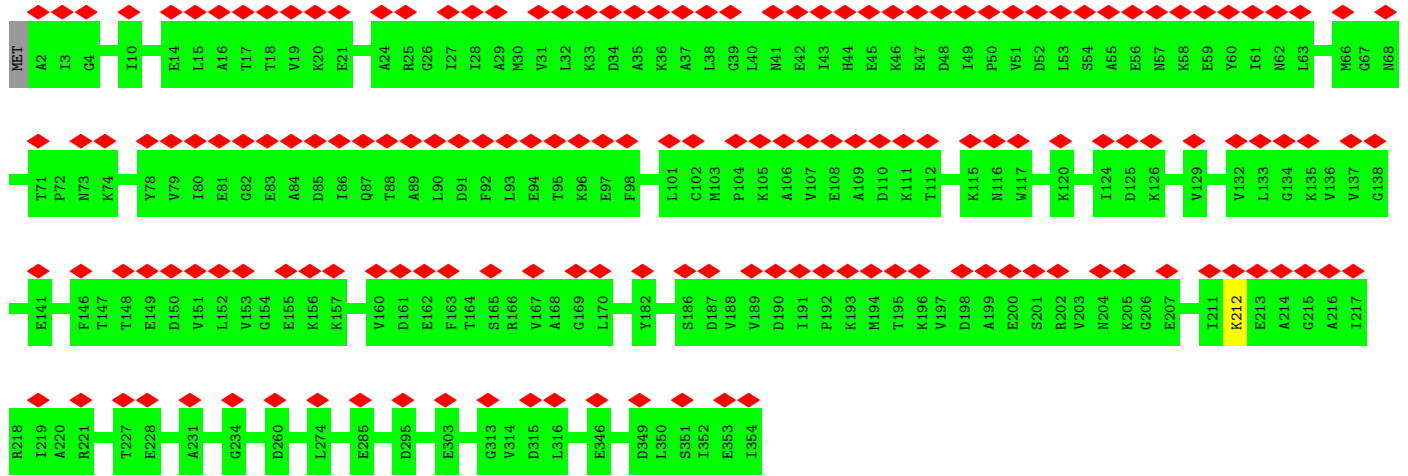 MET A2 I3 G4 I10 E14 L15 A16 T17 T18 V19 K20 E21 A24 R25 G26 I27 I28 A29 M30 V31 L32 K33 D34 A35 K36 A37 L38 G39 L40 N41 E42 I43 H44 E45 K46 E47 D48 I49 P50 V51 D52 L53 S54 A55 E56 N57 K58 E59 Y60 I61 N62 L63 M66 G67 N68
T71 P72 N73 K74 Y78 V79 I80 E81 G82 E83 A84 D85 I86 Q87 T88 A89 L90 D91 F92 L93 E94 T95 K96 E97 F98 L101 C102 M103 P104 K105 A106 V107 E108 A109 D110 K111 T112 K115 N116 W117 K120 I124 D125 K126 V129 V132 L133 G134 K135 V136 V137 G138
E141 F146 T147 T148 E149 D150 V151 L152 V153 G154 E155 K156 K157 V160 D161 E162 F163 T164 S165 R166 V167 A168 G169 L170 Y182 S186 D187 V188 V189 D190 I191 P192 K193 M194 T195 K196 V197 D198 A199 E200 S201 R202 V203 N204 K205 G206 E207 I211 K212 E213 A214 G215 A216 I217
R218 I219 A220 R221 T227 E228 A231 G234 D260 L274 E285 D295 E303 G313 V314 D315 L316 E346 D349 L350 S351 I352 E353 I354